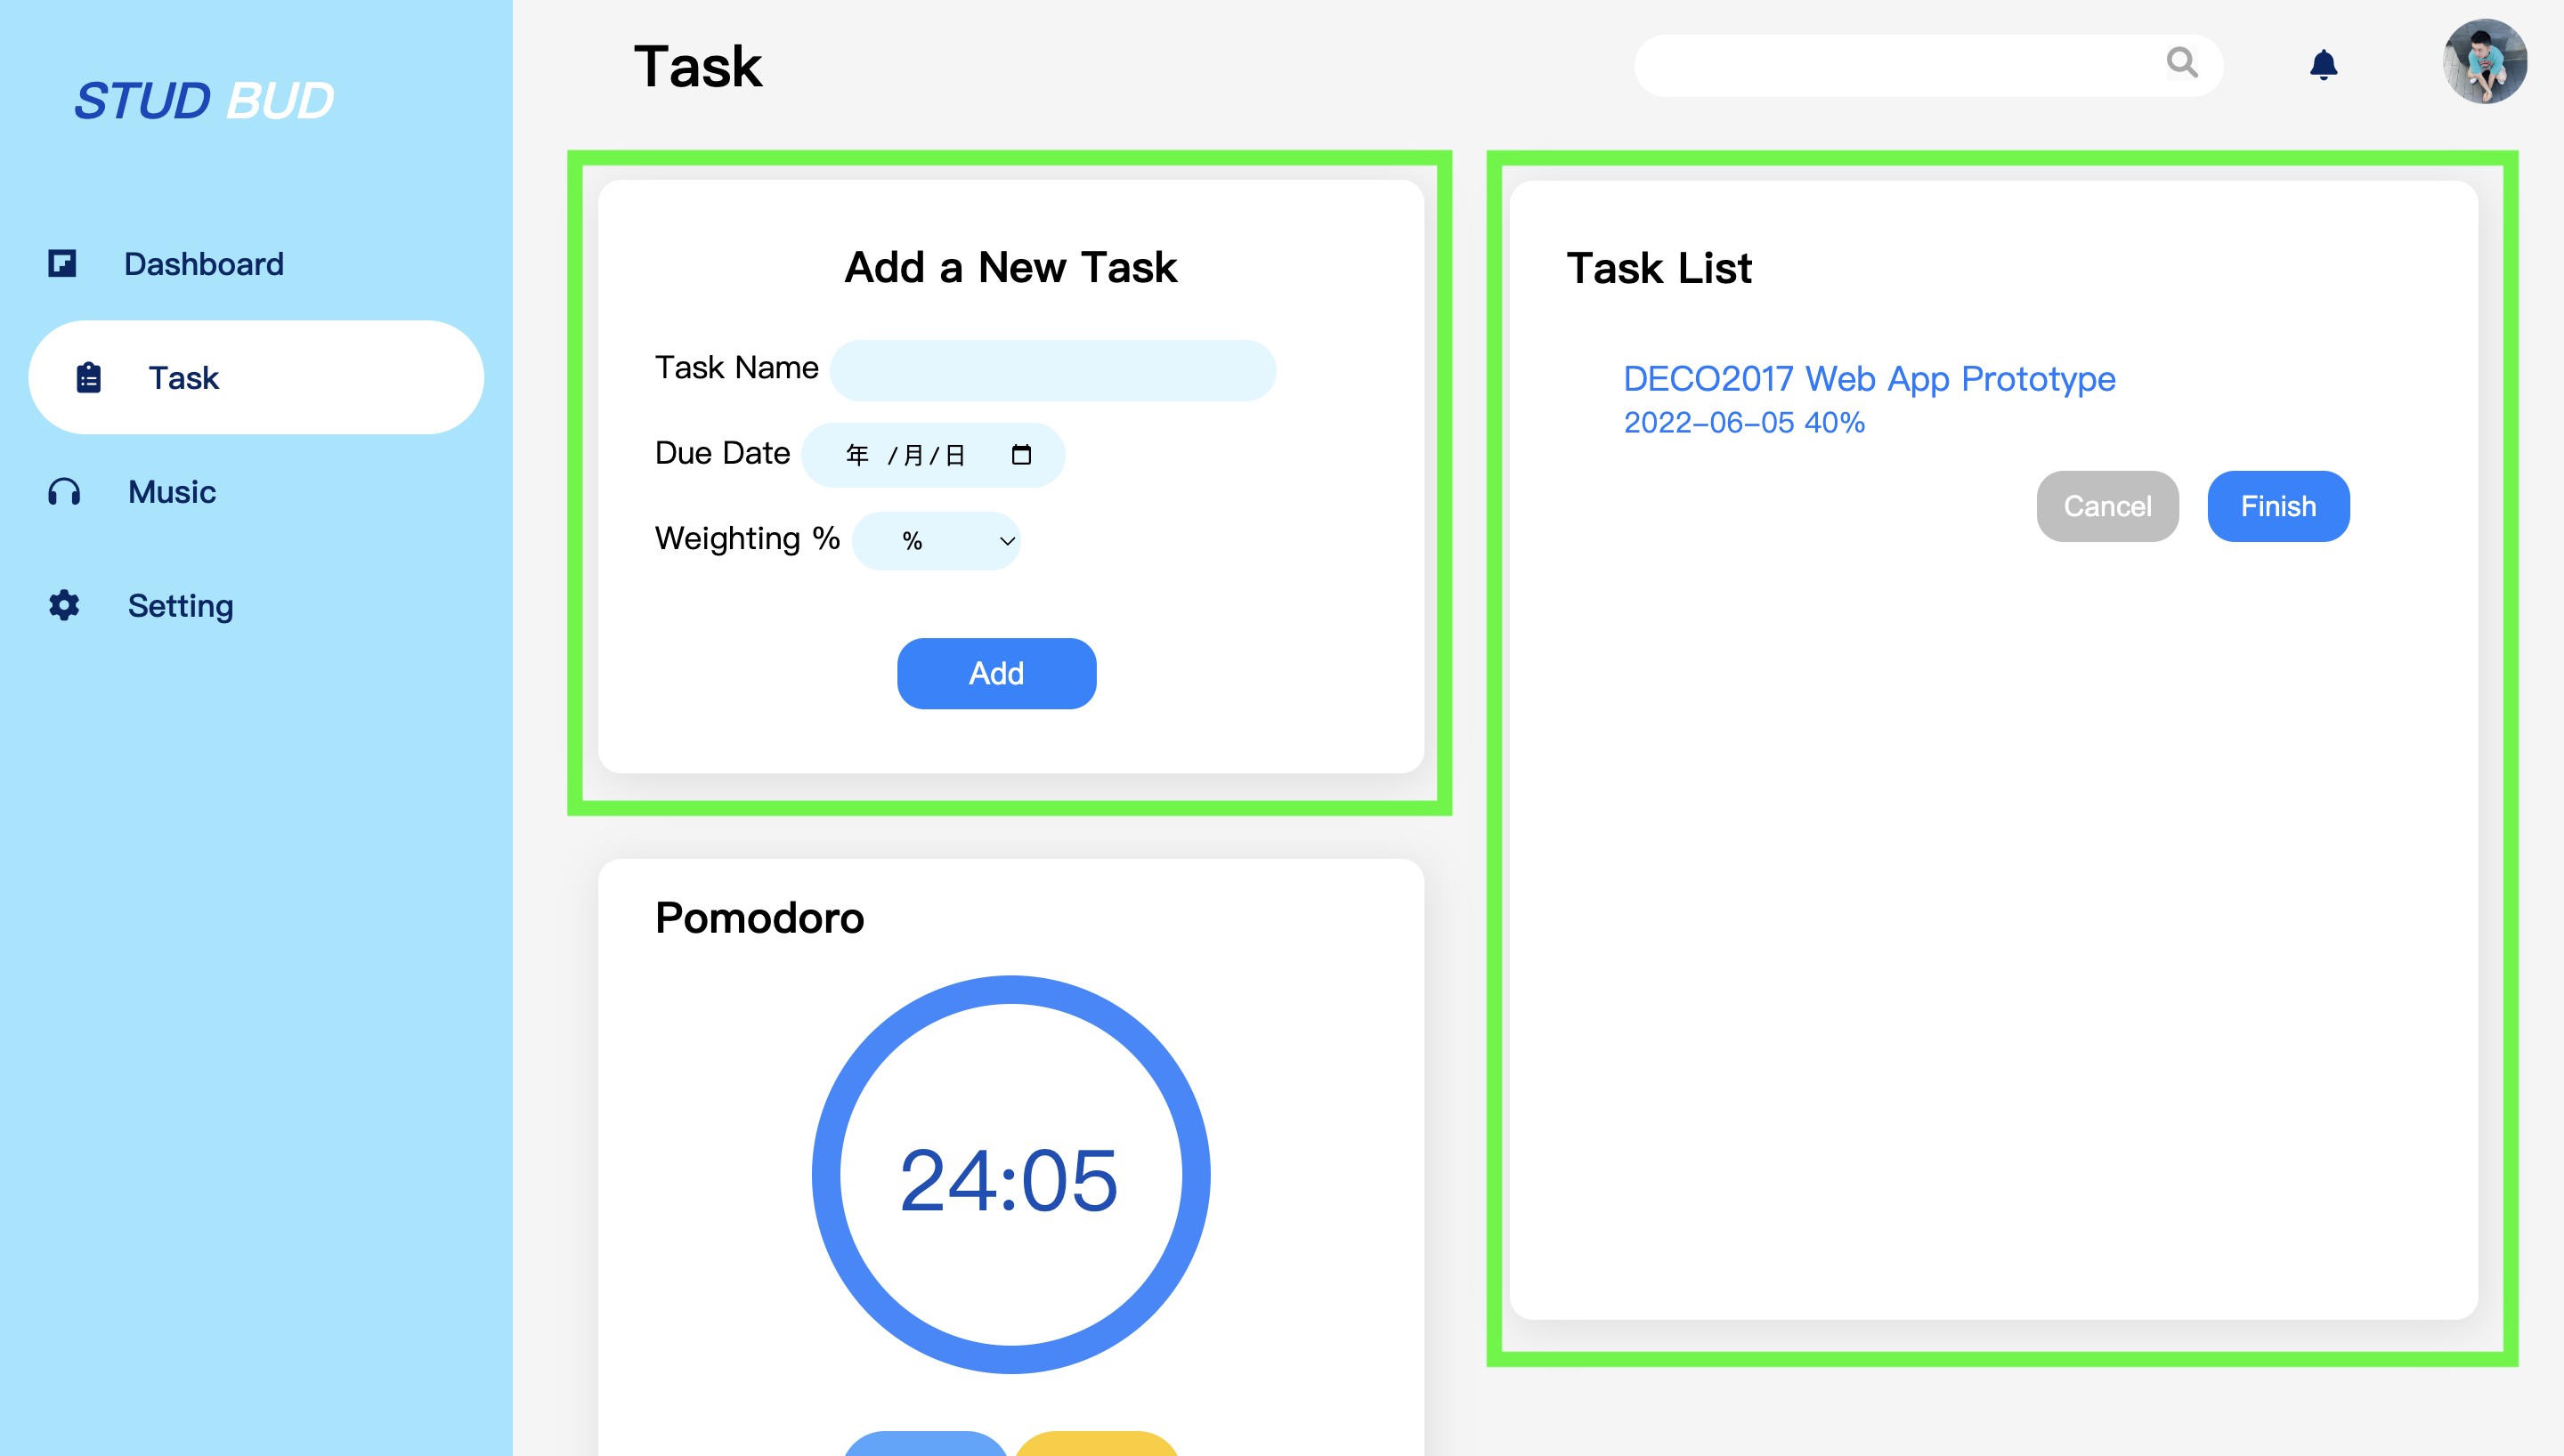 STUD BUD
Dashboard
Task
Music
Setting
Task
Add a New Task
Task Name
Due Date 年 /月/日
Weighting % %
Add
Pomodoro
24:05
Task List
DECO2017 Web App Prototype
2022-06-05 40%
Cancel Finish